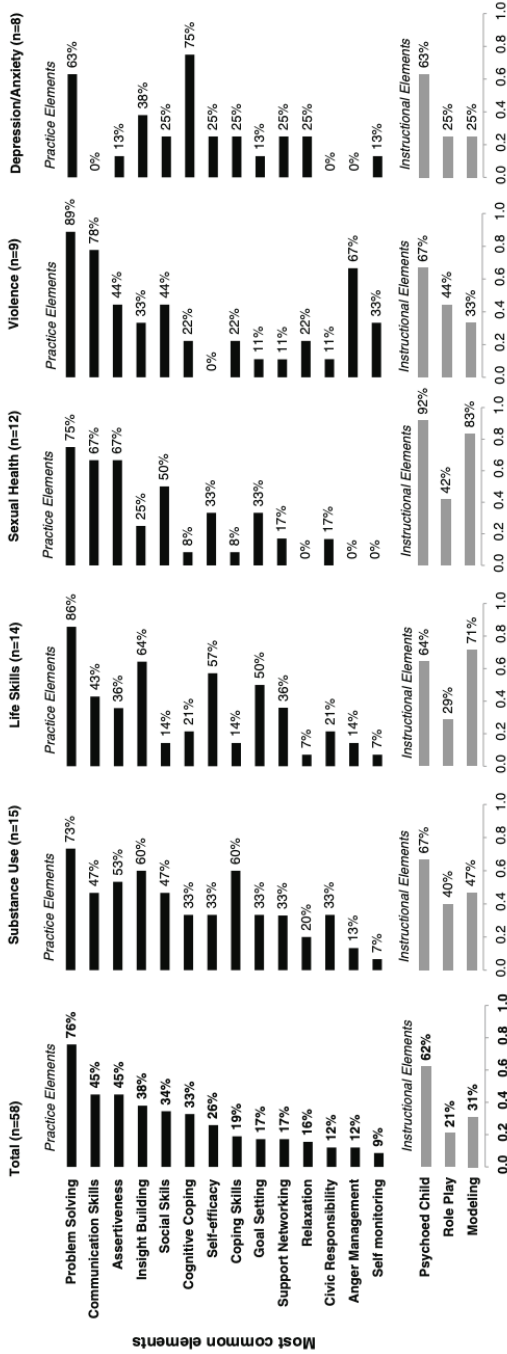 Total (n=58)
Substance Use (n=15)
Life Skills (n=14)
Sexual Health (n=12)
Violence (n=9)
Depression/Anxiety (n=8)
Most common elements
Practice Elements
Practice Elements
Practice Elements
Practice Elements
Practice Elements
Practice Elements
Problem Solving 76% 73% 86% 75% 89% 63%
Communication Skills 45% 47% 43% 67% 78% 0%
Assertiveness 45% 53% 36% 67% 44% 13%
Insight Building 38% 60% 64% 25% 33% 38%
Social Skills 34% 47% 14% 50% 44% 25%
Cognitive Coping 33% 33% 21% 8% 22% 75%
Self-efficacy 26% 33% 57% 33% 0% 25%
Coping Skills 19% 60% 14% 8% 22% 25%
Goal Setting 17% 33% 50% 33% 11% 13%
Support Networking 17% 33% 36% 17% 11% 25%
Relaxation 16% 20% 7% 0% 22% 25%
Civic Responsibility 12% 33% 21% 17% 11% 0%
Anger Management 12% 13% 14% 0% 67% 0%
Self monitoring 9% 7% 7% 0% 33% 13%
Instructional Elements
Instructional Elements
Instructional Elements
Instructional Elements
Instructional Elements
Instructional Elements
Psychoed Child 62% 67% 64% 92% 67% 63%
Role Play 21% 40% 29% 42% 44% 25%
Modeling 31% 47% 71% 83% 33% 25%
0.0 0.2 0.4 0.6 0.8 1.0
0.0 0.2 0.4 0.6 0.8 1.0
0.0 0.2 0.4 0.6 0.8 1.0
0.0 0.2 0.4 0.6 0.8 1.0
0.0 0.2 0.4 0.6 0.8 1.0
0.0 0.2 0.4 0.6 0.8 1.0